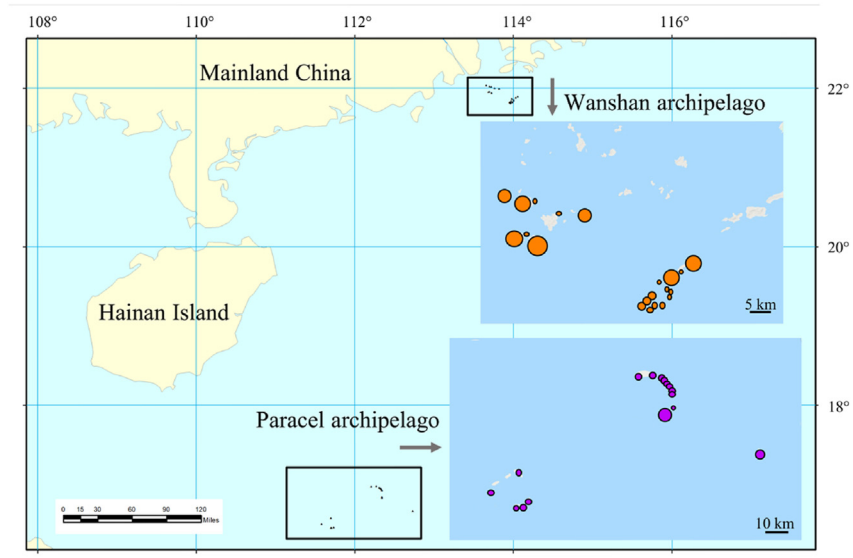 108° 110° 112° 114° 116°
Mainland China
22°
Wanshan archipelago
20°
5 km
Hainan Island
18°
Paracel archipelago
10 km
0 15 30 60 90 120
Miles